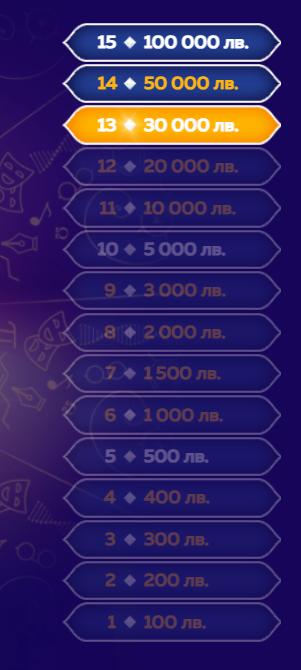 15 ◆ 100 000 лв.
14 ◆ 50 000 лв.
13 ◆ 30 000 лв.
12 ◆ 20 000 лв.
11 ◆ 10 000 лв.
10 ◆ 5 000 лв.
9 ◆ 3 000 лв.
8 ◆ 2 000 лв.
7 ◆ 1 500 лв.
6 ◆ 1 000 лв.
5 ◆ 500 лв.
4 ◆ 400 лв.
3 ◆ 300 лв.
2 ◆ 200 лв.
1 ◆ 100 лв.